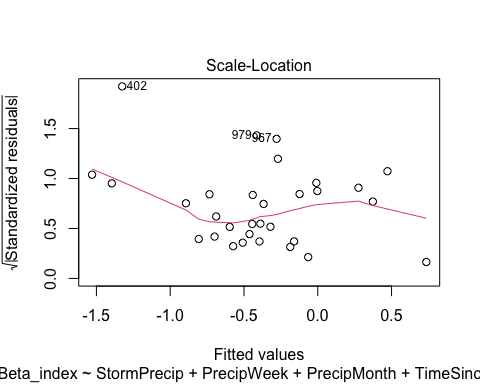 Scale-Location
402
979
967
√|Standardized residuals|
0.0 0.5 1.0 1.5
-1.5 -1.0 -0.5 0.0 0.5
Fitted values
Beta_index ~ StormPrecip + PrecipWeek + PrecipMonth + TimeSinc